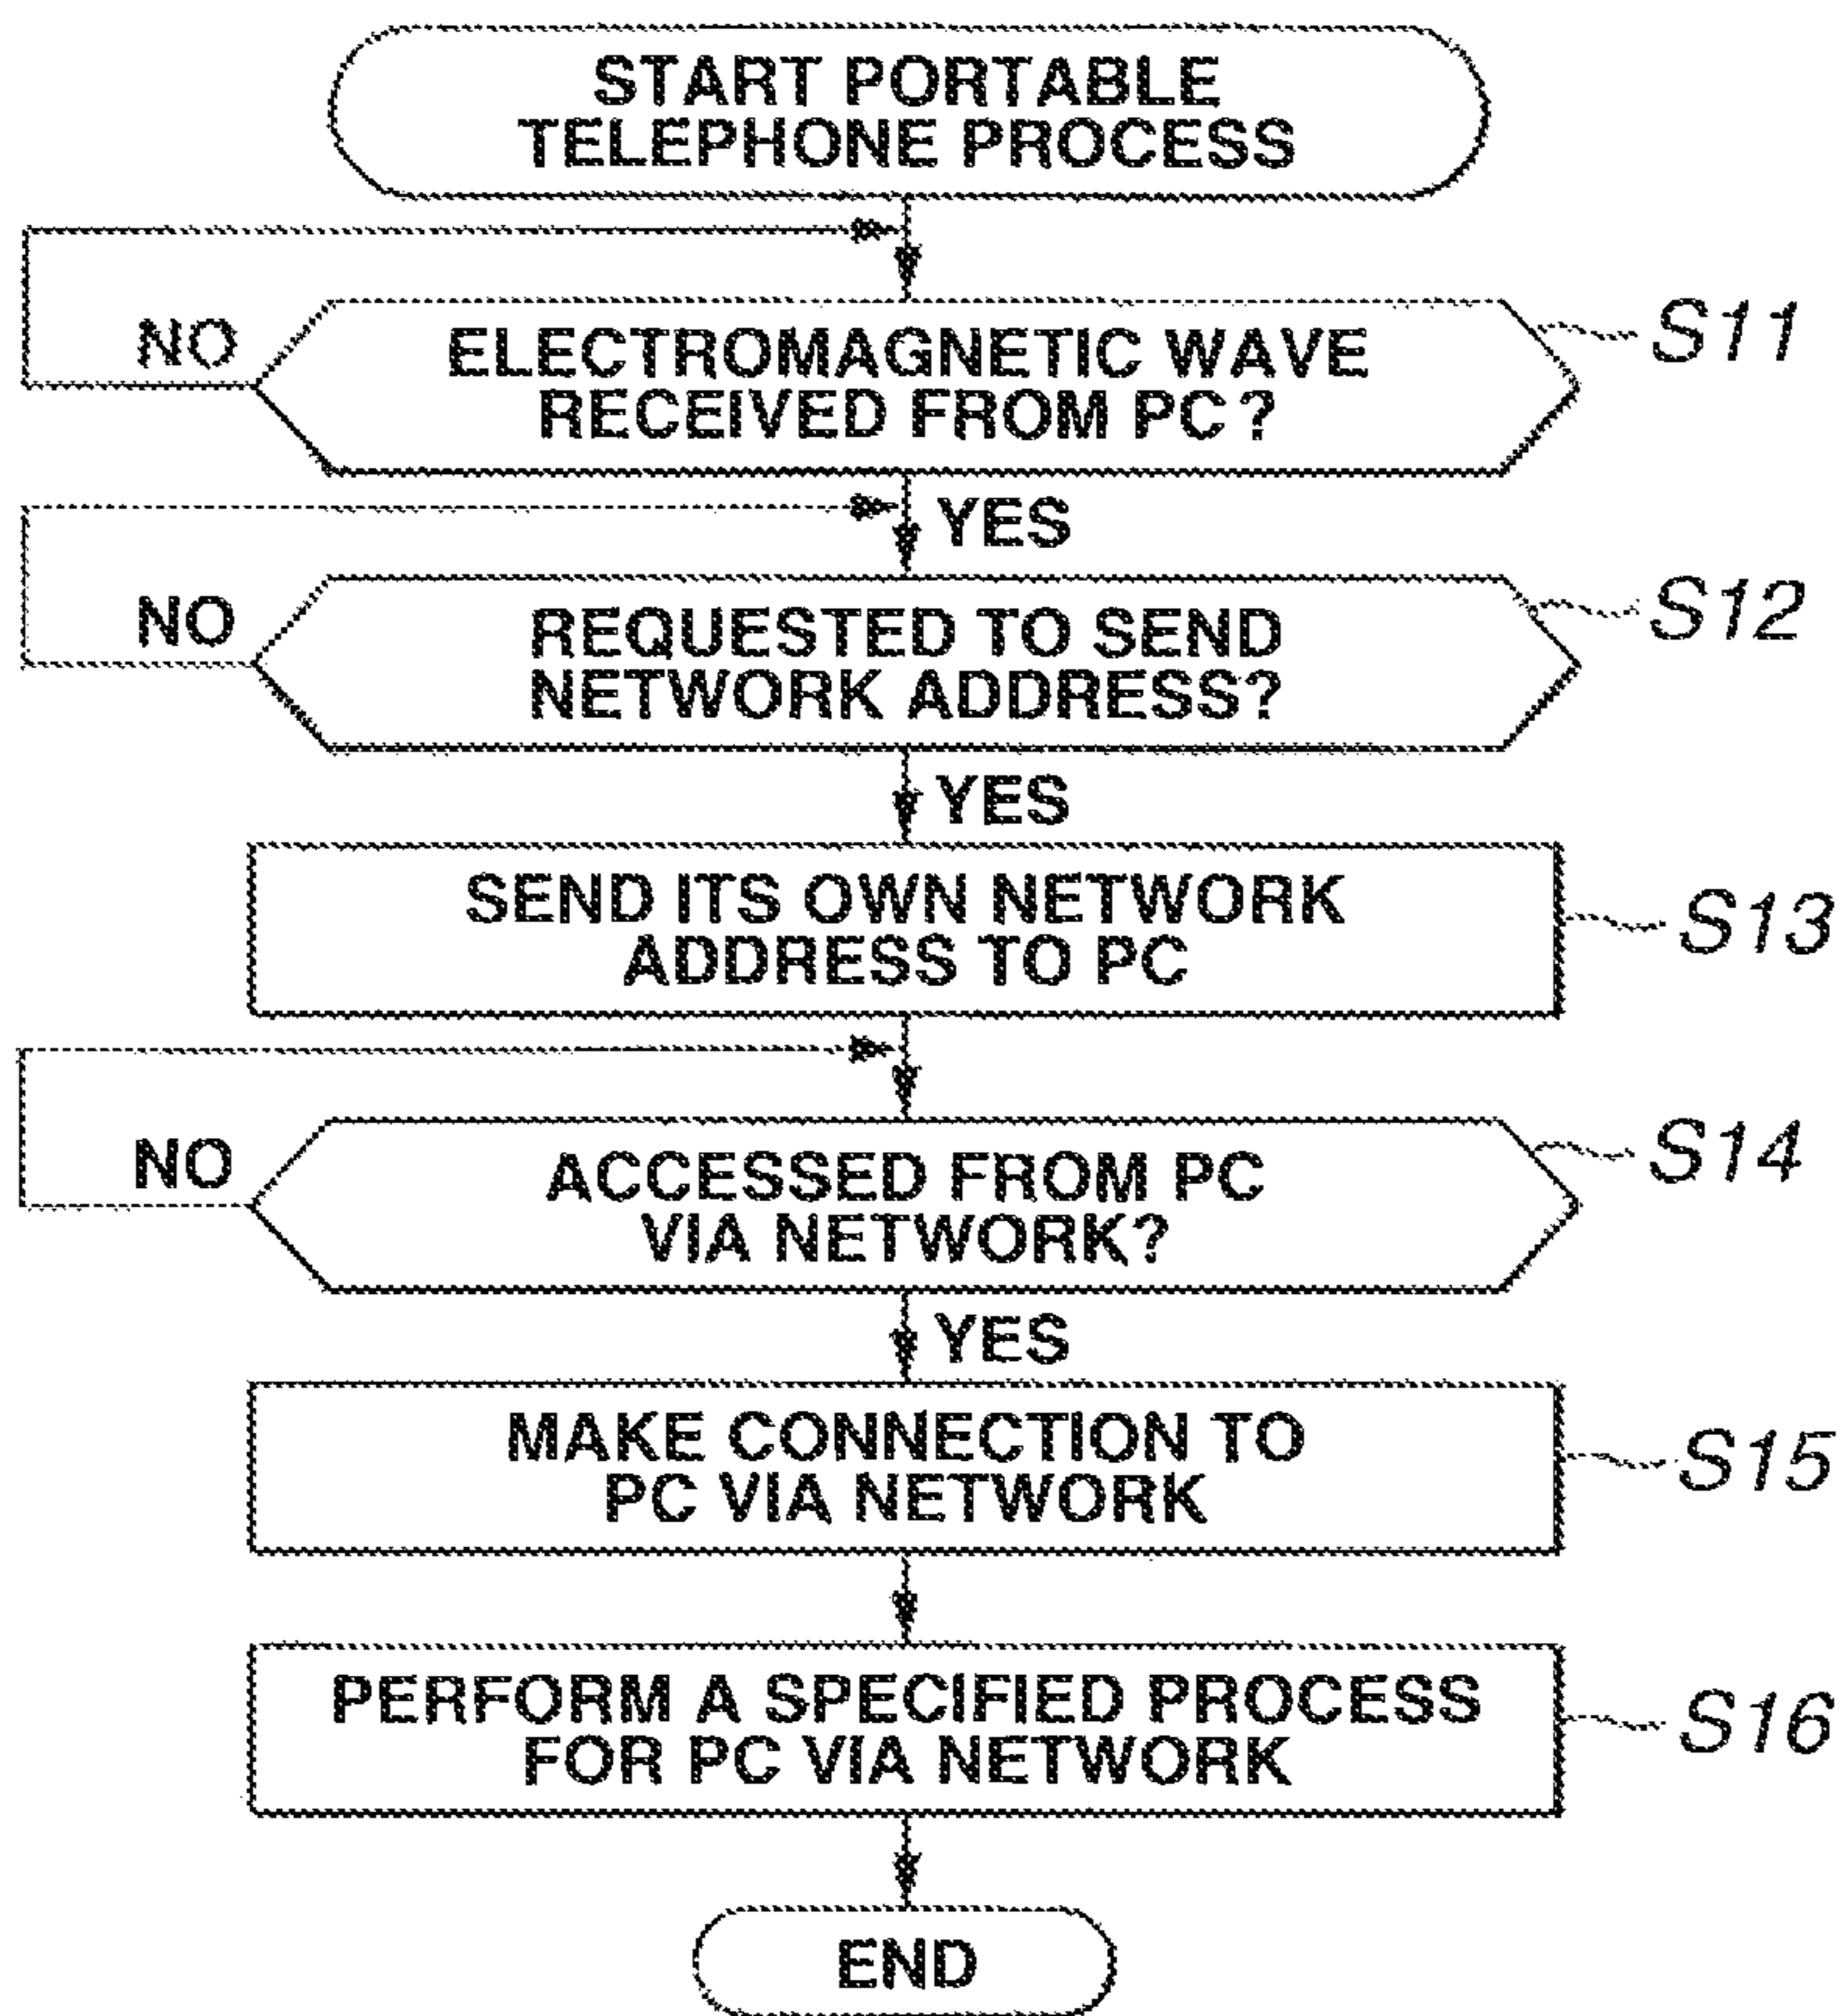 START PORTABLE
TELEPHONE PROCESS
NO
ELECTROMAGNETIC WAVE
RECEIVED FROM PC?
S11
YES
NO
REQUESTED TO SEND
NETWORK ADDRESS?
S12
YES
SEND ITS OWN NETWORK
ADDRESS TO PC
S13
NO
ACCESSED FROM PC
VIA NETWORK?
S14
YES
MAKE CONNECTION TO
PC VIA NETWORK
S15
PERFORM A SPECIFIED PROCESS
FOR PC VIA NETWORK
S16
END